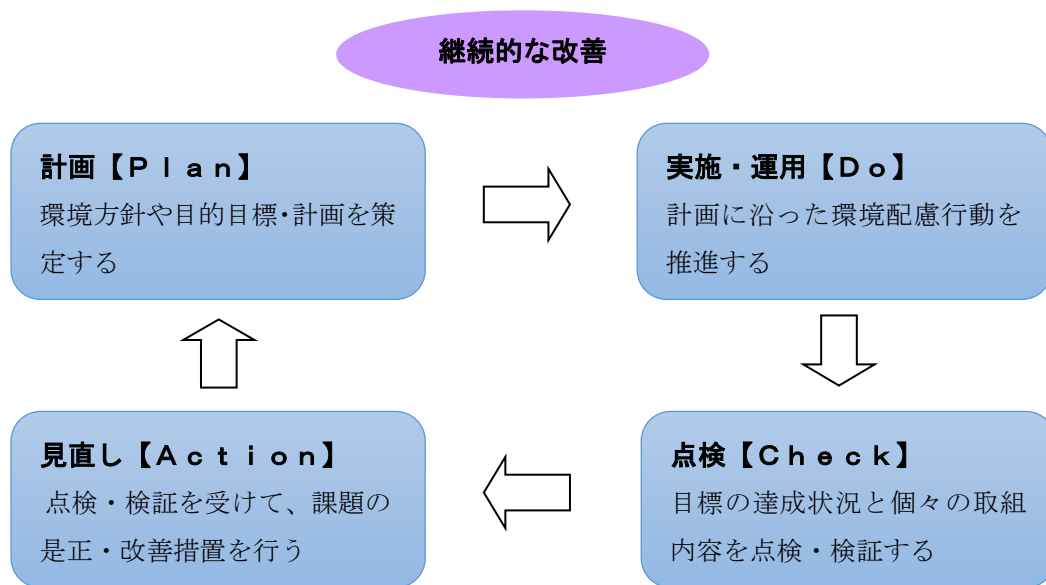 継続的な改善
計画【Ｐｌａｎ】
環境方針や目的目標・計画を策
定する
実施・運用【Ｄｏ】
計画に沿った環境配慮行動を
推進する
見直し【Ａｃｔｉｏｎ】
点検・検証を受けて、課題の
是正・改善措置を行う
点検【Ｃｈｅｃｋ】
目標の達成状況と個々の取組
内容を点検・検証する